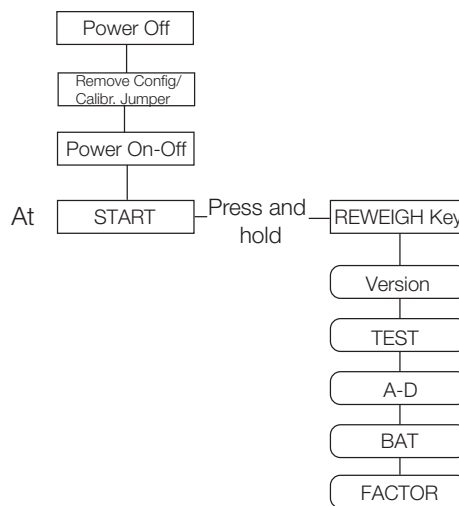 Power Off
Remove Config/
Calibr. Jumper
Power On-Off
At START Press and
hold REWEIGH Key
Version
TEST
A-D
BAT
FACTOR